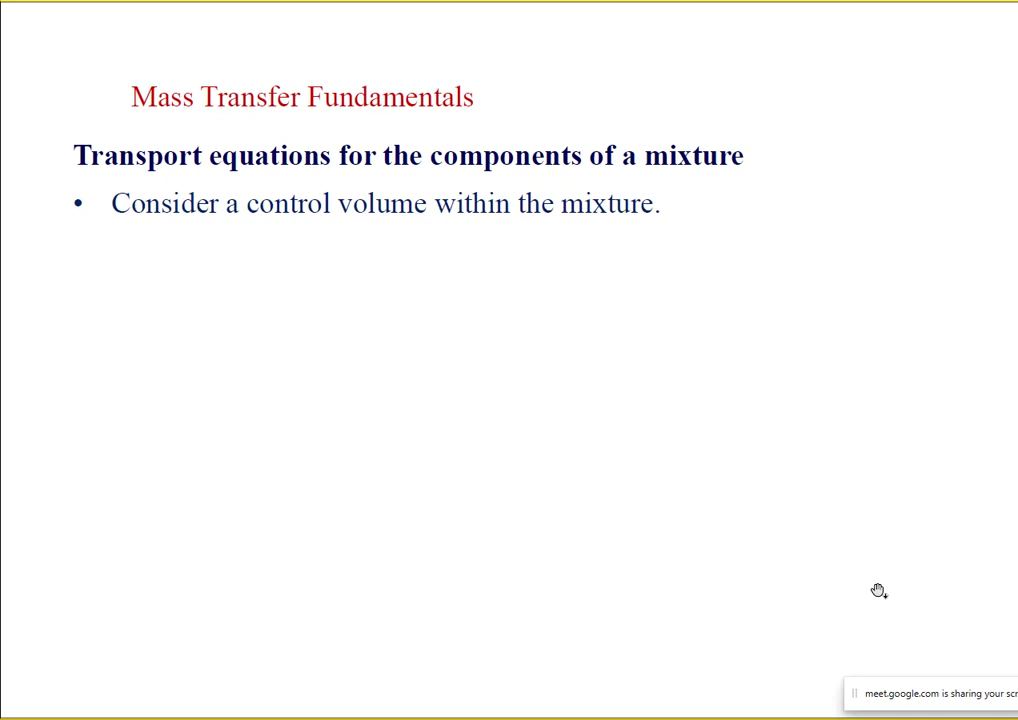 Mass Transfer Fundamentals
Transport equations for the components of a mixture
• Consider a control volume within the mixture.
meet.google.com is sharing your scr